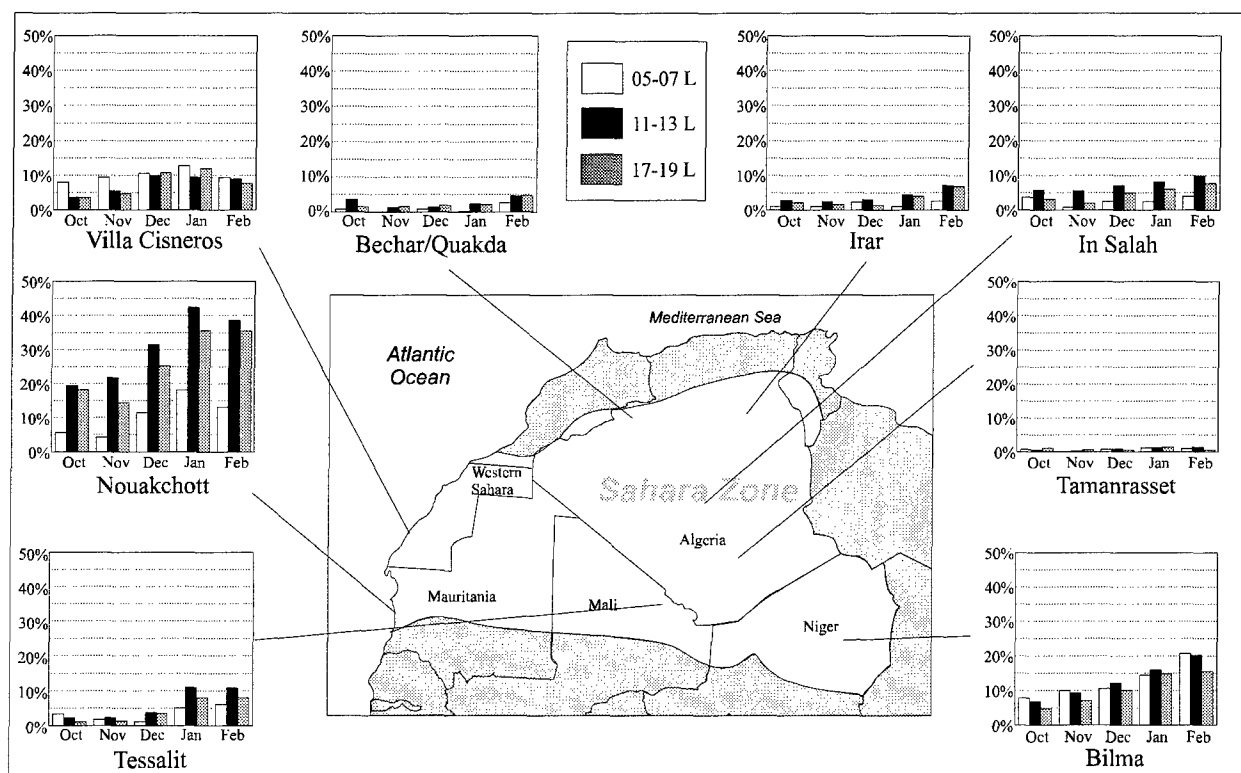 50%
40%
30%
20%
10%
0%
Oct Nov Dec Jan Feb
Villa Cisneros
50%
40%
30%
20%
10%
0%
Oct Nov Dec Jan Feb
Bechar/Quakda
05-07 L
11-13 L
17-19 L
50%
40%
30%
20%
10%
0%
Oct Nov Dec Jan Feb
Irar
50%
40%
30%
20%
10%
0%
Oct Nov Dec Jan Feb
In Salah
50%
40%
30%
20%
10%
0%
Oct Nov Dec Jan Feb
Nouakchott
Mediterranean Sea
Atlantic
Ocean
Western
Sahara
Sahara Zone
Algeria
Mauritania
Mali
Niger
50%
40%
30%
20%
10%
0%
Oct Nov Dec Jan Feb
Tamanrasset
50%
40%
30%
20%
10%
0%
Oct Nov Dec Jan Feb
Tessalit
50%
40%
30%
20%
10%
0%
Oct Nov Dec Jan Feb
Bilma